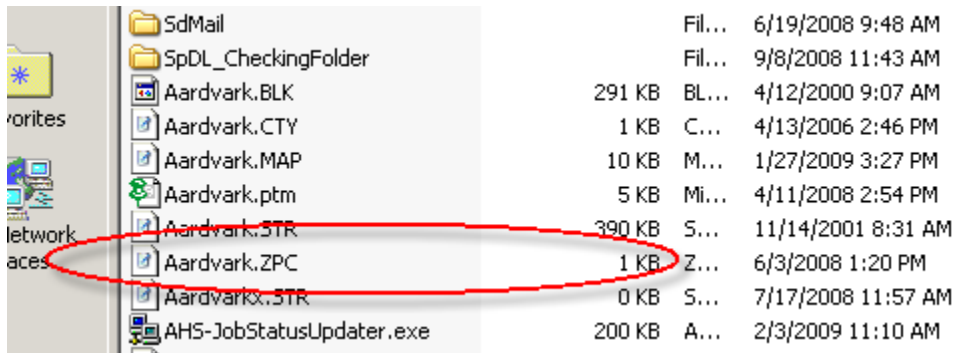 SdMail Fil... 6/19/2008 9:48 AM
SpDL_CheckingFolder Fil... 9/8/2008 11:43 AM
Aardvark.BLK 291 KB BL... 4/12/2000 9:07 AM
vorites
Aardvark.CTY 1 KB C... 4/13/2006 2:46 PM
Aardvark.MAP 10 KB M... 1/27/2009 3:27 PM
Aardvark.ptm 5 KB Mi... 4/11/2008 2:54 PM
Aardvark.STR 390 KB S... 11/14/2001 8:31 AM
letwork
aces
Aardvark.ZPC 1 KB Z... 6/3/2008 1:20 PM
Aardvarkx.STR 0 KB S... 7/17/2008 11:57 AM
AHS-JobStatusUpdater.exe 200 KB A... 2/3/2009 11:10 AM